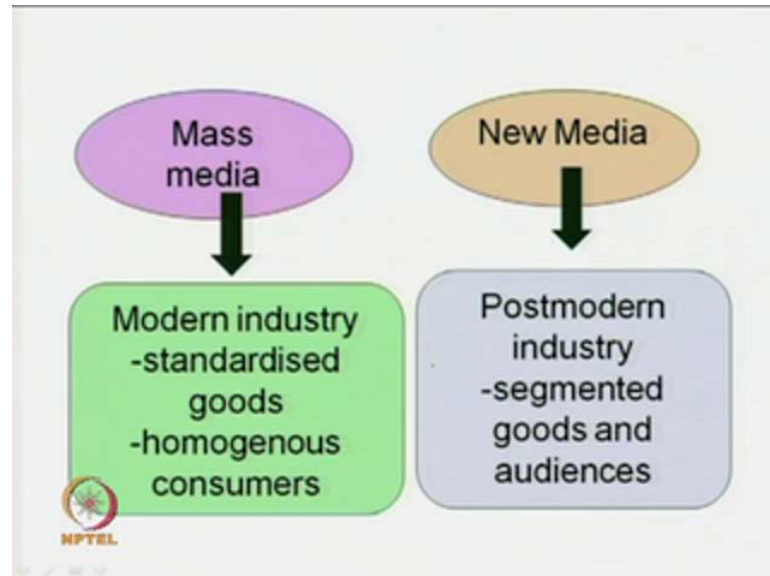 Mass
media
New Media
Modern industry
-standardised
goods
-homogenous
consumers
Postmodern
industry
-segmented
goods and
audiences
NPTEL